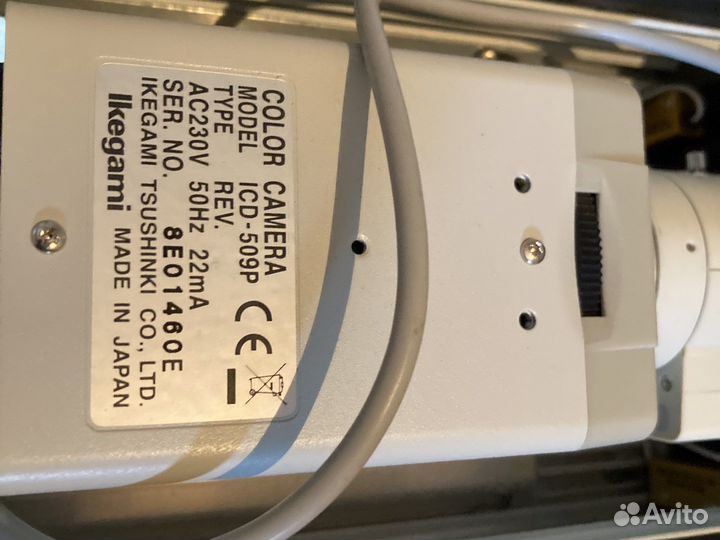 COLOR CAMERA
MODEL ICD-509P
TYPE REV.
AC230V 50Hz 22mA
SER. NO. 8E01460E
IKEGAMI TSUSHINKI CO., LTD.
Ikegami MADE IN JAPAN
CE
Avito